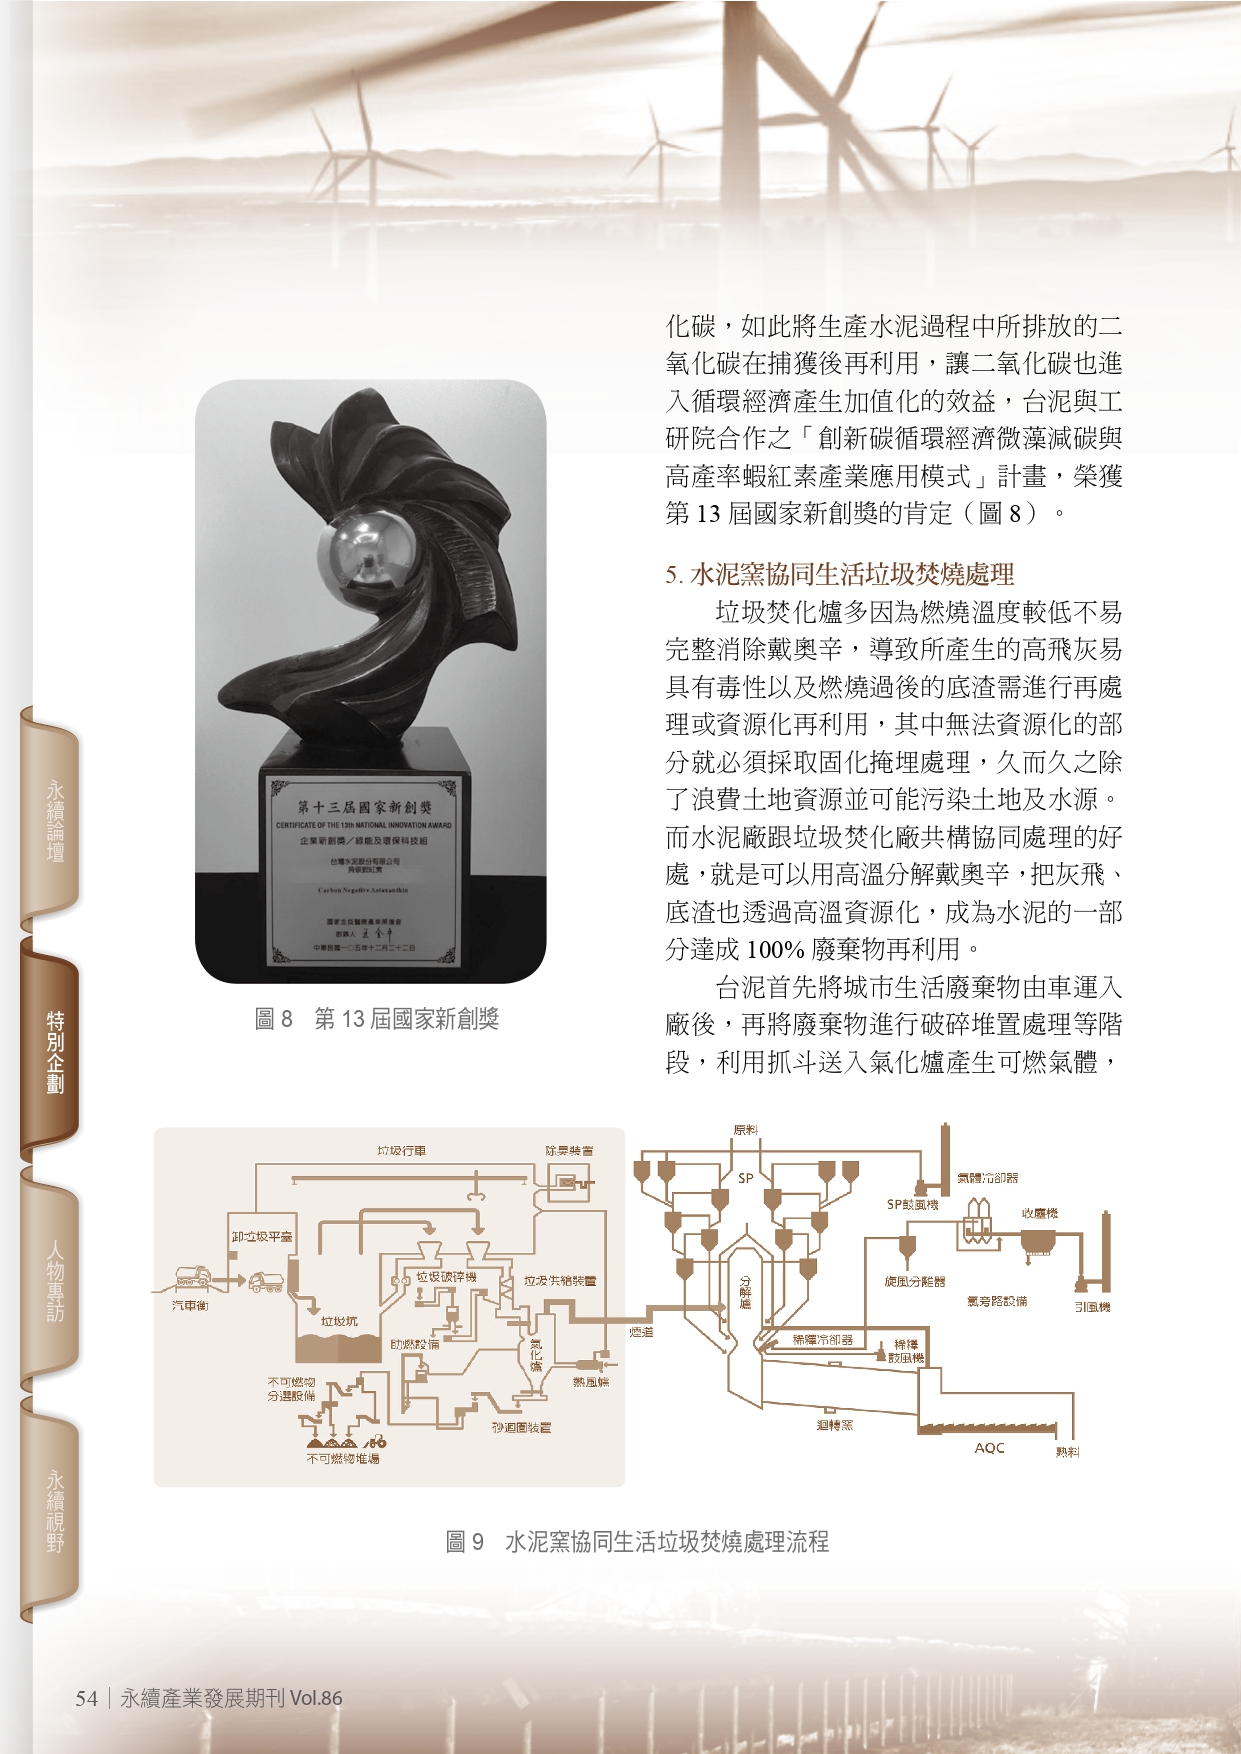 化碳，如此將生產水泥過程中所排放的二
氧化碳在捕獲後再利用，讓二氧化碳也進
入循環經濟產生加值化的效益，台泥與工
研院合作之「創新碳循環經濟微藻減碳與
高產率蝦紅素產業應用模式」計畫，榮獲
第 13 屆國家新創獎的肯定（圖 8）。
5. 水泥窯協同生活垃圾焚燒處理
垃圾焚化爐多因為燃燒溫度較低不易
完整消除戴奧辛，導致所產生的高飛灰易
具有毒性以及燃燒過後的底渣需進行再處
理或資源化再利用，其中無法資源化的部
分就必須採取固化掩埋處理，久而久之除
了浪費土地資源並可能污染土地及水源。
而水泥廠跟垃圾焚化廠共構協同處理的好
處，就是可以用高溫分解戴奧辛，把灰飛、
底渣也透過高溫資源化，成為水泥的一部
分達成 100% 廢棄物再利用。
台泥首先將城市生活廢棄物由車運入
廠後，再將廢棄物進行破碎堆置處理等階
段，利用抓斗送入氣化爐產生可燃氣體，
第十三屆國家新創獎
CERTIFICATE OF THE 13th NATIONAL INNOVATION AWARD
企業新創獎／綠能及環保科技組
台灣水泥股份有限公司
負碳蝦紅素
Carbon Negative Astaxanthin
國家生技醫療產業策進會
創辦人
中華民國一〇五年十二月二十二日
圖 8　第 13 屆國家新創獎
垃圾行車
除臭裝置
卸垃圾平臺
汽車衡
垃圾坑
垃圾破碎機
垃圾供給裝置
助燃設備
氣化爐
熱風爐
煙道
不可燃物
分選設備
不可燃物堆場
砂迴圈裝置
原料
SP
SP鼓風機
氣體冷卻器
收塵機
旋風分離器
氯旁路設備
引風機
分解爐
稀釋冷卻器
稀釋
鼓風機
迴轉窯
AQC
熟料
圖 9　水泥窯協同生活垃圾焚燒處理流程
永續論壇
特別企劃
人物專訪
永續視野
54｜永續產業發展期刊 Vol.86